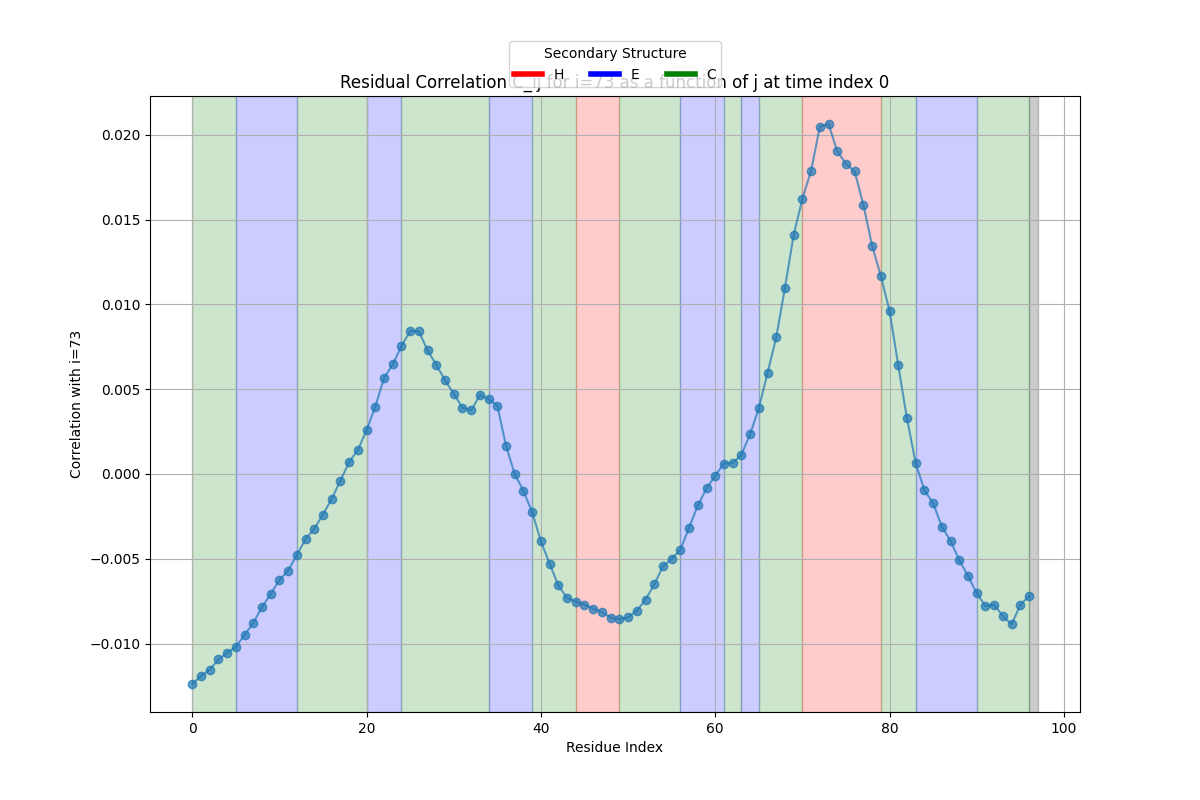 Secondary Structure
H E C
Residual Correlation C_ij for i=73 as a function of j at time index 0
0.020
0.015
0.010
0.005
0.000
−0.005
−0.010
Correlation with i=73
0 20 40 60 80 100
Residue Index